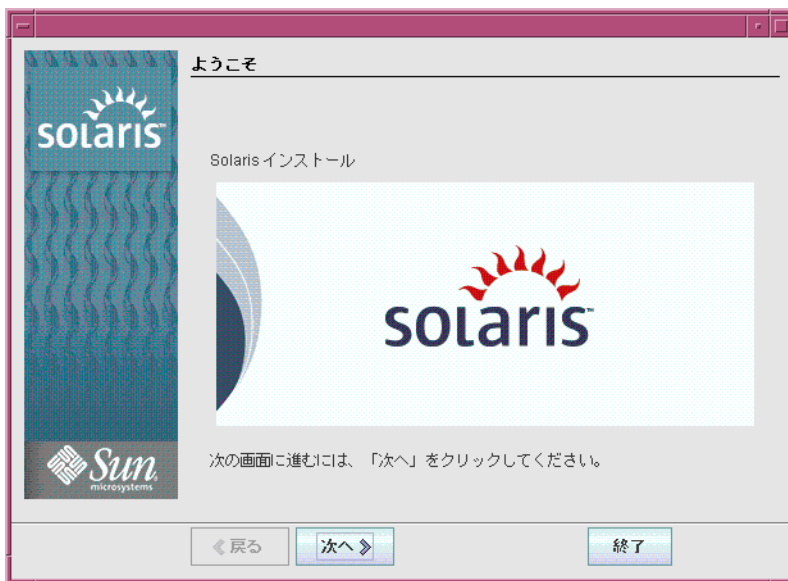 ようこそ
solaris™
Solaris インストール
solaris™
次の画面に進むには、「次へ」をクリックしてください。
Sun
microsystems
《戻る
次へ 》
終了